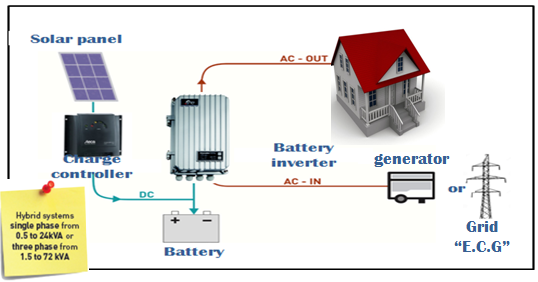 Solar panel
AC - OUT
Charge
controller
Battery
inverter
generator
AC - IN
or
DC
Grid
"E.C.G"
Battery
Hybrid systems
single phase from
0.5 to 24kVA or
three phase from
1.5 to 72 kVA